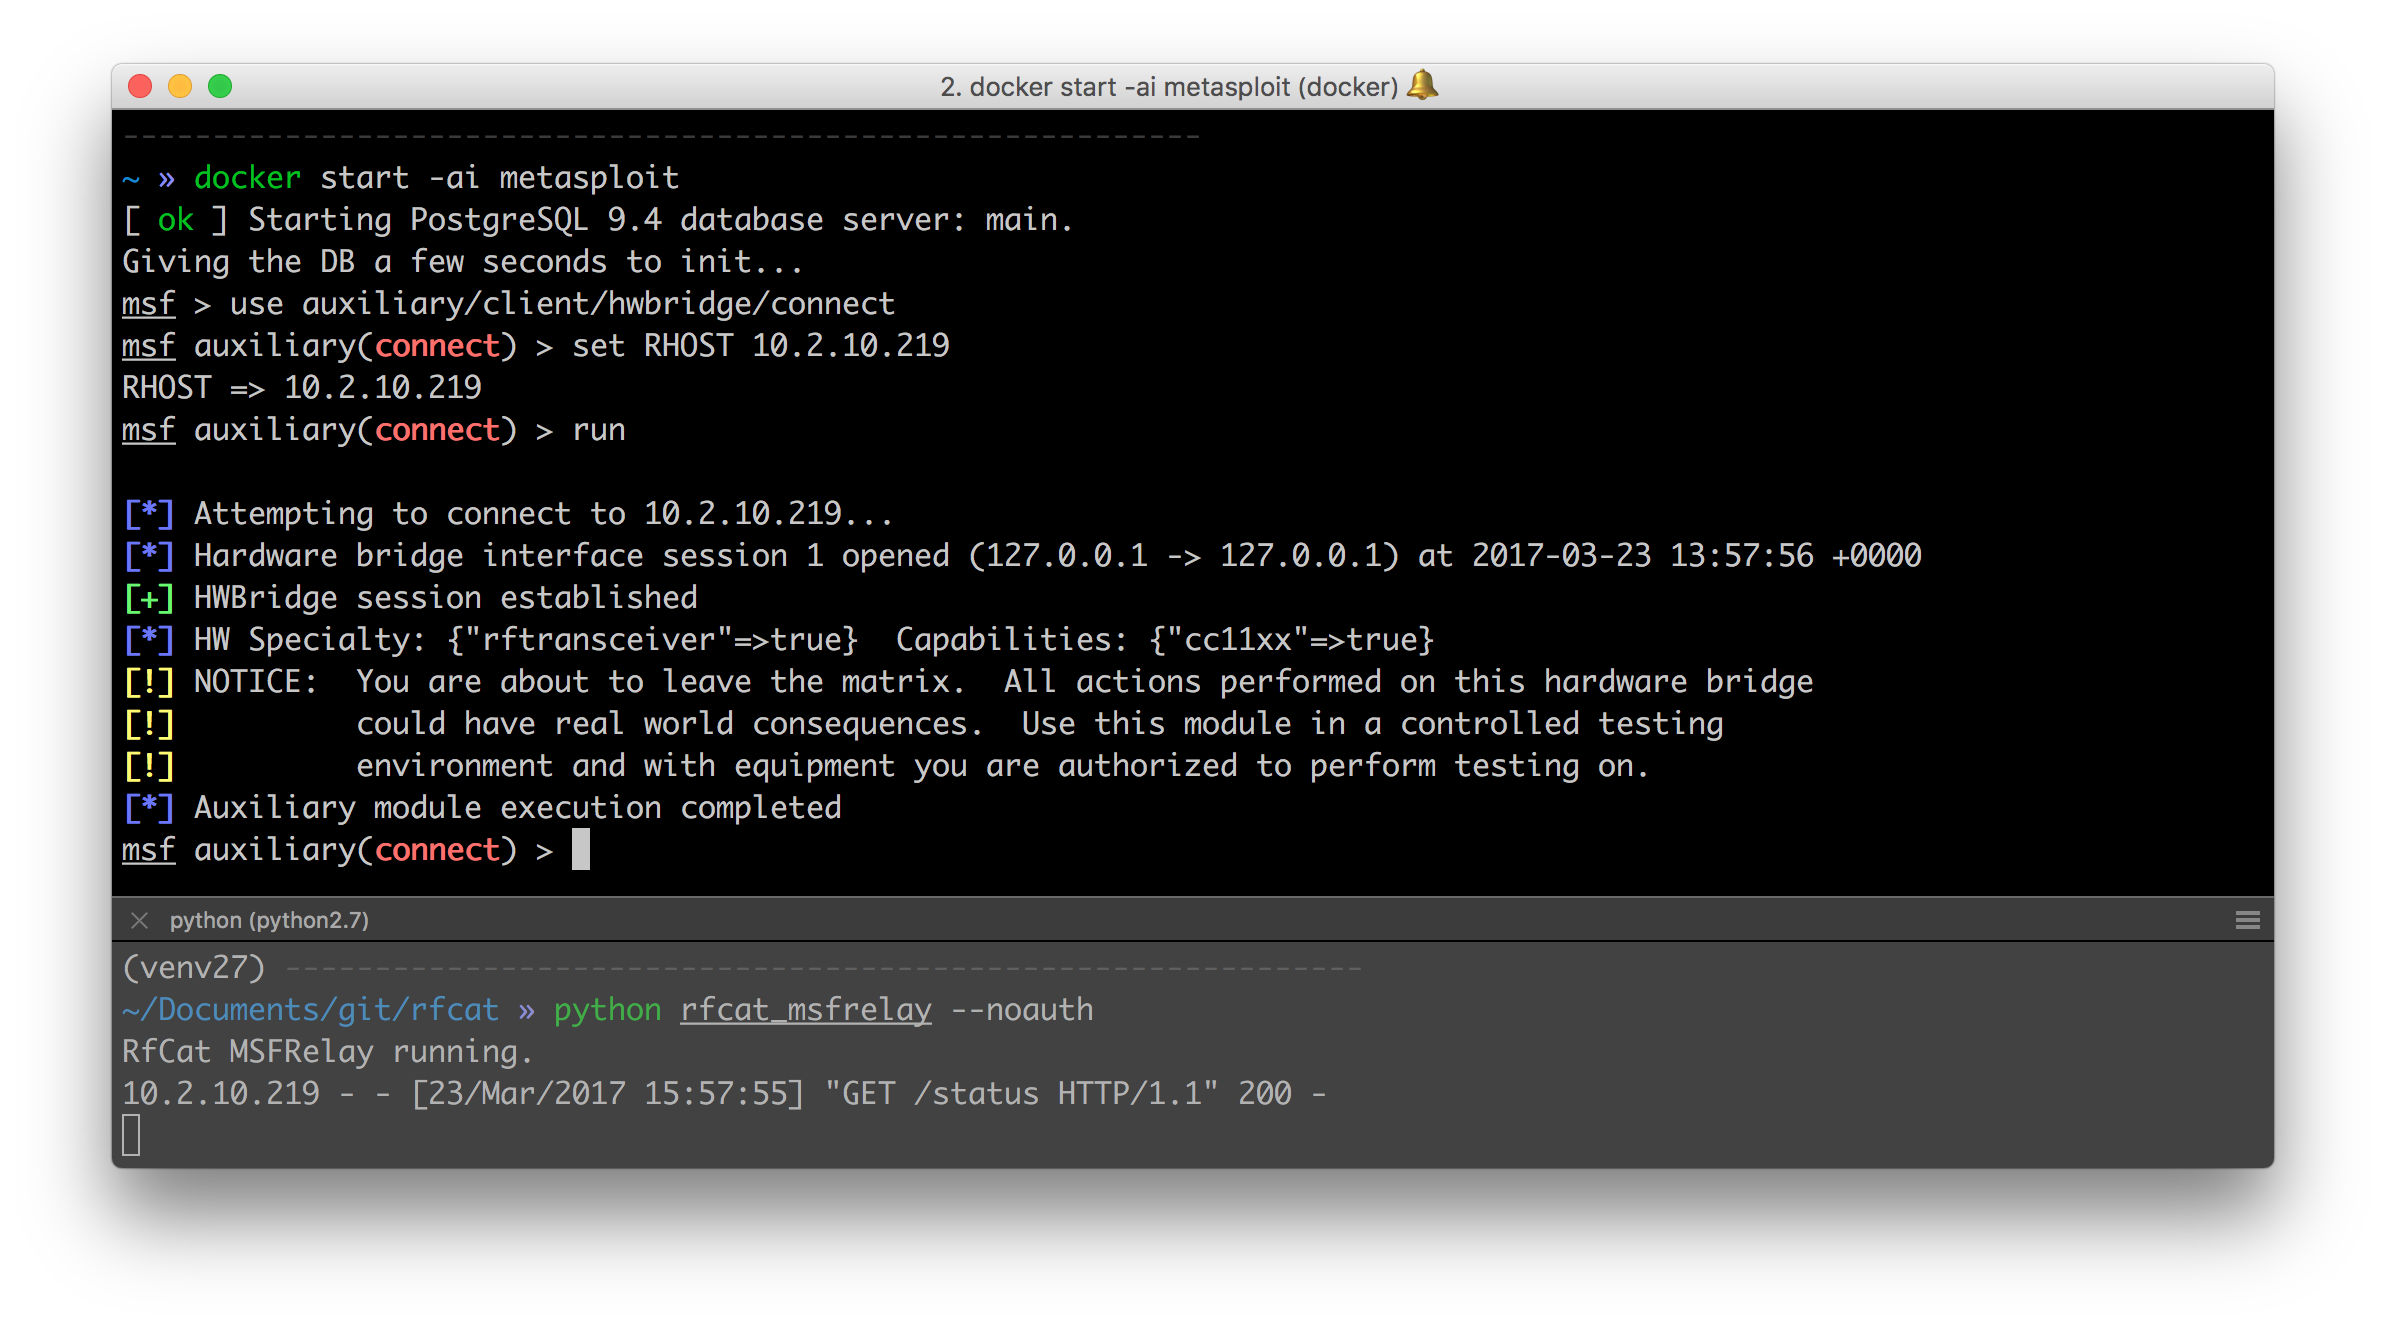 2. docker start -ai metasploit (docker) 🔔
------------------------------------------------------------
~ » docker start -ai metasploit
[ ok ] Starting PostgreSQL 9.4 database server: main.
Giving the DB a few seconds to init...
msf > use auxiliary/client/hwbridge/connect
msf auxiliary(connect) > set RHOST 10.2.10.219
RHOST => 10.2.10.219
msf auxiliary(connect) > run
[*] Attempting to connect to 10.2.10.219...
[*] Hardware bridge interface session 1 opened (127.0.0.1 -> 127.0.0.1) at 2017-03-23 13:57:56 +0000
[+] HWBridge session established
[*] HW Specialty: {"rftransceiver"=>true}  Capabilities: {"cc11xx"=>true}
[!] NOTICE:  You are about to leave the matrix.  All actions performed on this hardware bridge
[!]          could have real world consequences.  Use this module in a controlled testing
[!]          environment and with equipment you are authorized to perform testing on.
[*] Auxiliary module execution completed
msf auxiliary(connect) >
python (python2.7)
(venv27) ------------------------------------------------------------
~/Documents/git/rfcat » python rfcat_msfrelay --noauth
RfCat MSFRelay running.
10.2.10.219 - - [23/Mar/2017 15:57:55] "GET /status HTTP/1.1" 200 -